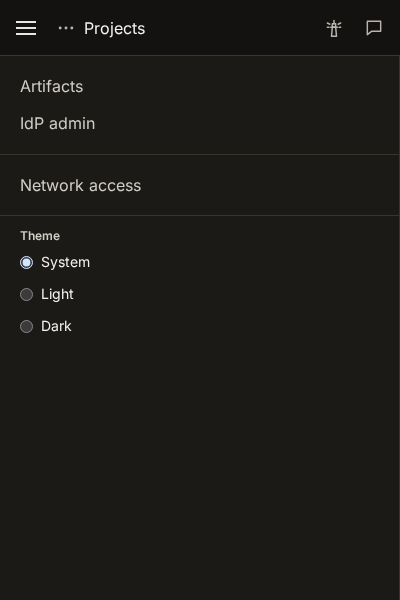 Projects
Artifacts
IdP admin
Network access
Theme
System
Light
Dark